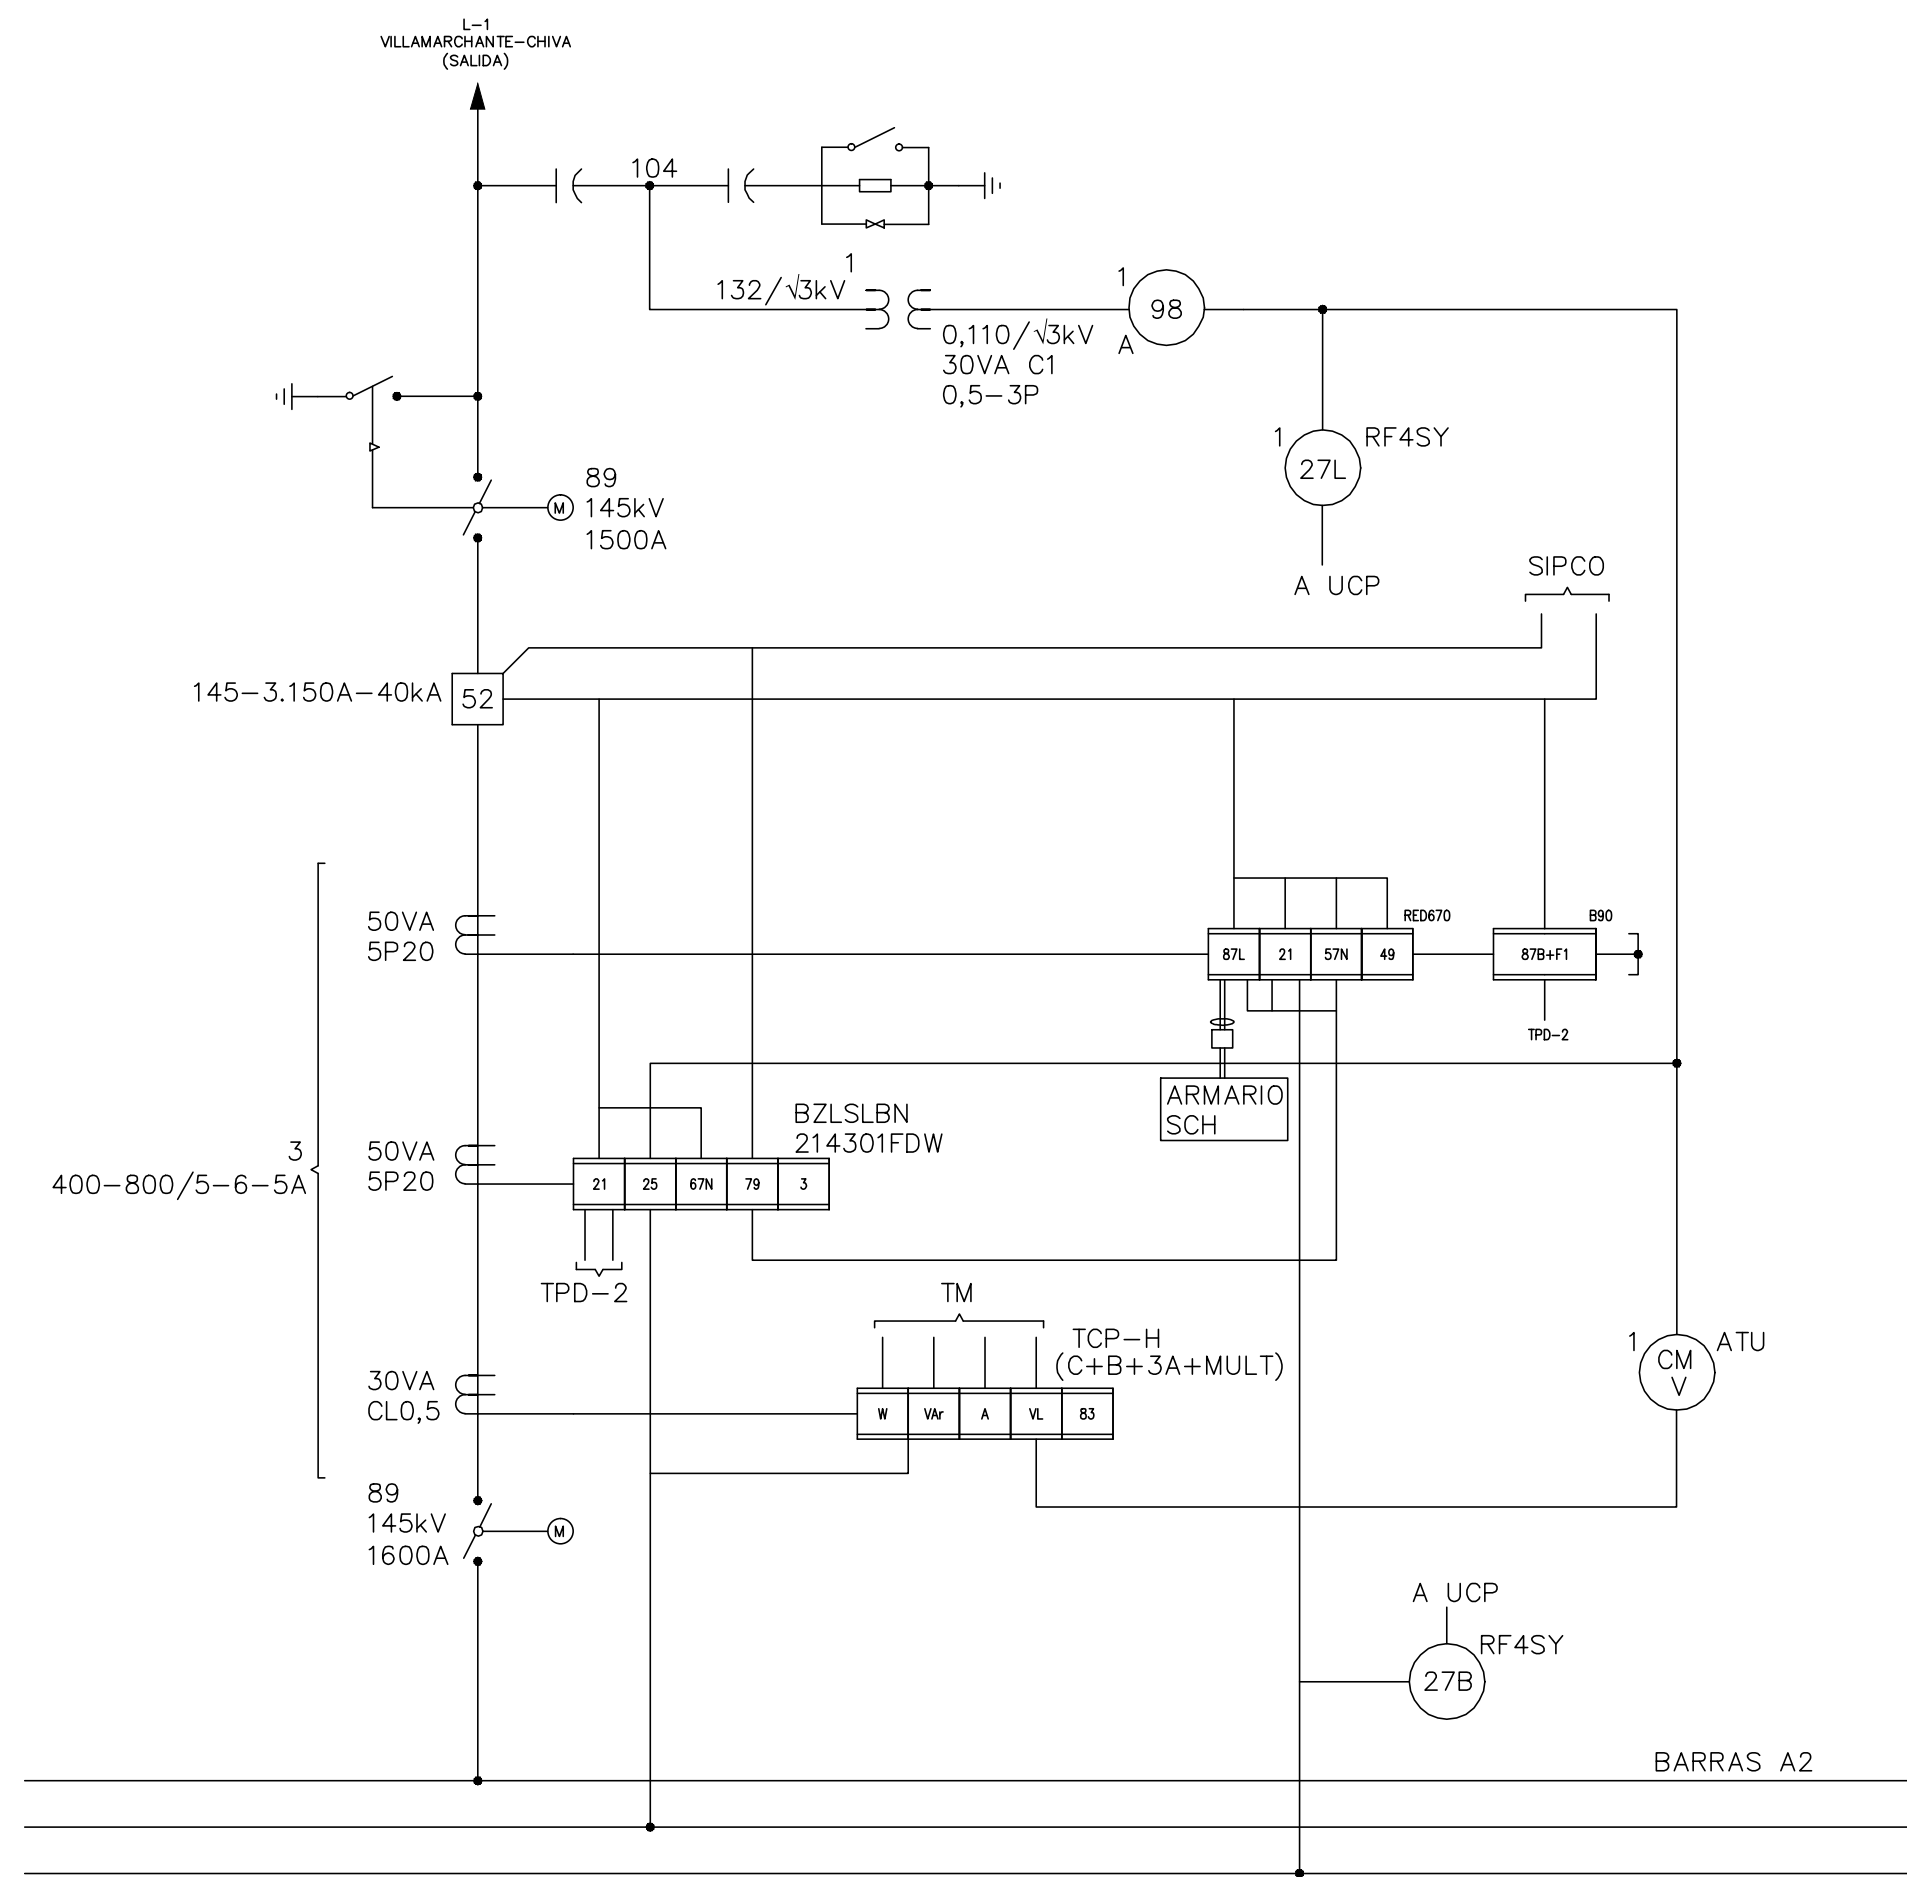 L-1
VILLAMARCHANTE-CHIVA
(SALIDA)
104
1
132/√3kV
0,110/√3kV
30VA C1
0,5-3P
1
98
A
1
RF4SY
27L
A UCP
89
145kV
1500A
M
SIPCO
145-3.150A-40kA
52
50VA
5P20
RED670
87L
21
57N
49
B90
87B+F1
TPD-2
ARMARIO
SCH
3
400-800/5-6-5A
50VA
5P20
BZLSLBN
214301FDW
21
25
67N
79
3
TPD-2
TM
TCP-H
(C+B+3A+MULT)
30VA
CL0,5
W
VAr
A
VL
83
1
ATU
CM
V
89
145kV
1600A
M
A UCP
RF4SY
27B
BARRAS A2